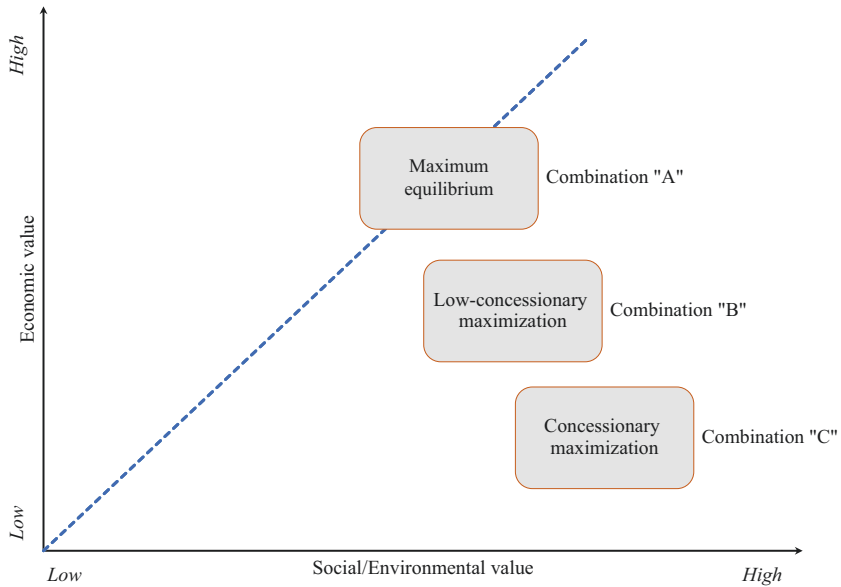 High
Maximum
equilibrium
Combination "A"
Economic value
Low-concessionary
maximization
Combination "B"
Concessionary
maximization
Combination "C"
Low
Low
Social/Environmental value
High